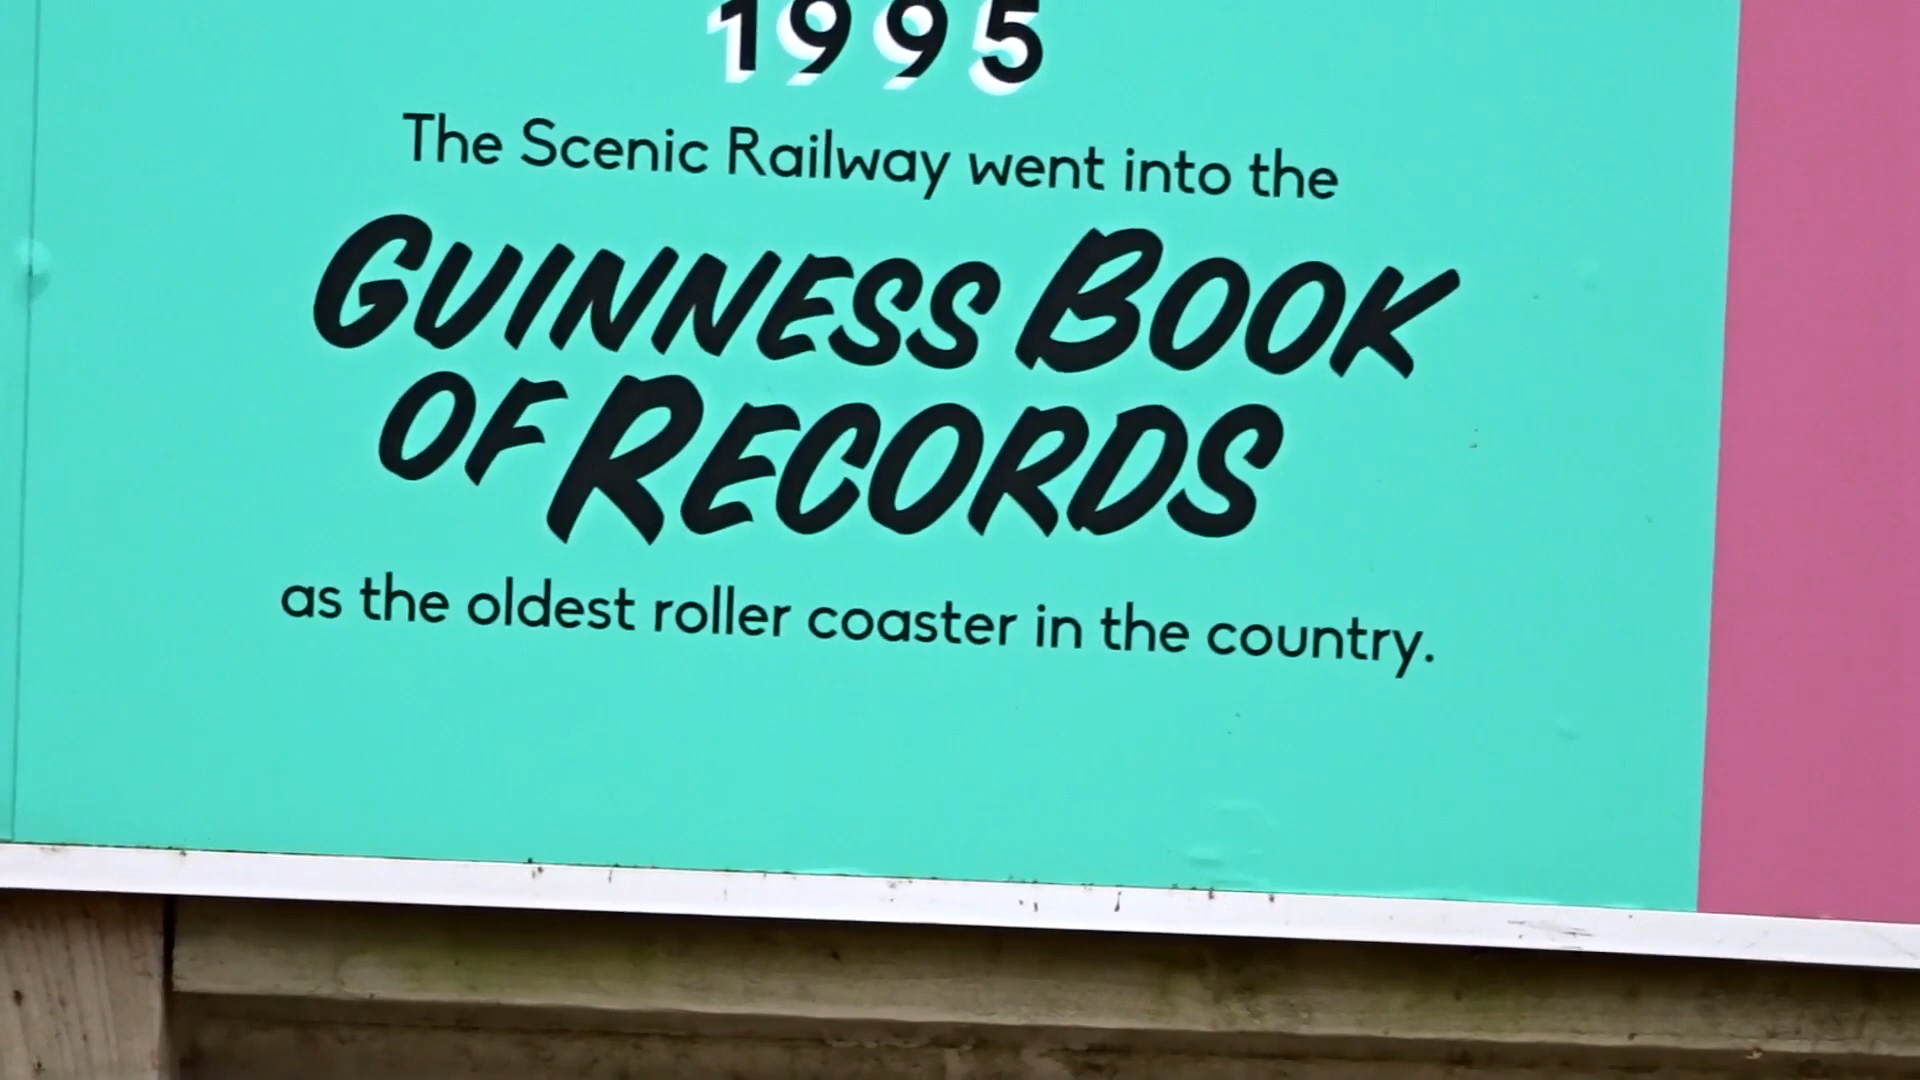 1995
The Scenic Railway went into the
GUINNESS BOOK
OF RECORDS
as the oldest roller coaster in the country.